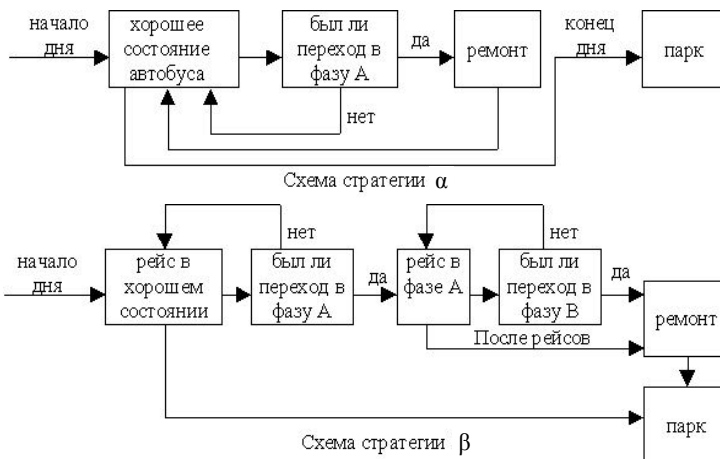 начало
дня
хорошее
состояние
автобуса
был ли
переход в
фазу А
да
ремонт
конец
дня
парк
нет
Схема стратегии α
нет
нет
начало
дня
рейс в
хорошем
состоянии
был ли
переход в
фазу А
да
рейс в
фазе А
был ли
переход в
фазу В
да
ремонт
После рейсов
парк
Схема стратегии β